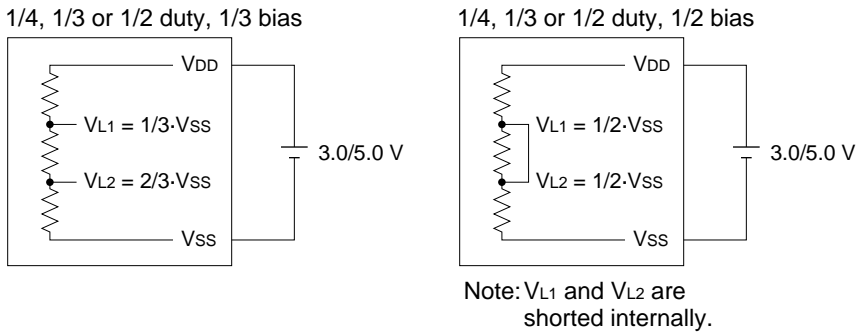 1/4, 1/3 or 1/2 duty, 1/3 bias
VDD
VL1 = 1/3·VSS
VL2 = 2/3·VSS
VSS
3.0/5.0 V
1/4, 1/3 or 1/2 duty, 1/2 bias
VDD
VL1 = 1/2·VSS
VL2 = 1/2·VSS
VSS
3.0/5.0 V
Note: VL1 and VL2 are
shorted internally.